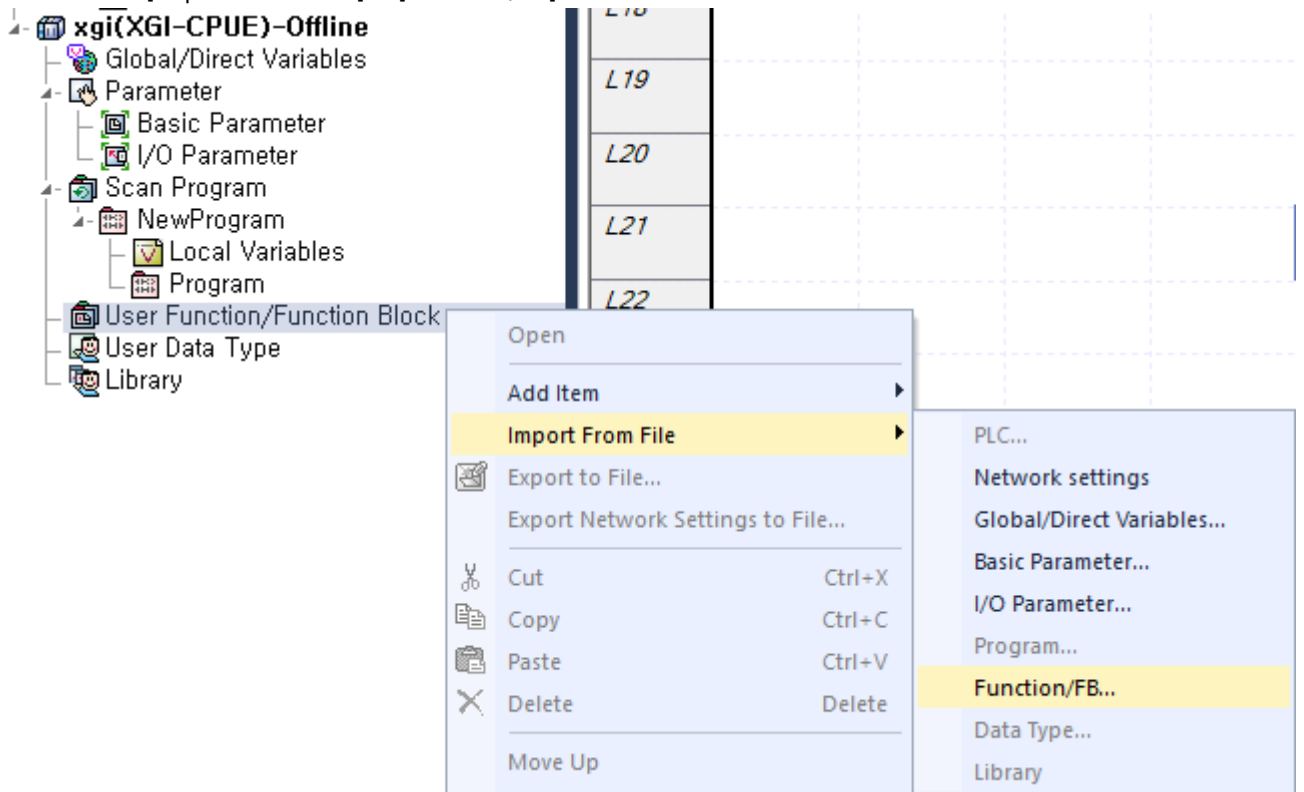 xgi(XGI-CPUE)-Offline
Global/Direct Variables
Parameter
Basic Parameter
I/O Parameter
Scan Program
NewProgram
Local Variables
Program
User Function/Function Block
User Data Type
Library
L18
L19
L20
L21
L22
Open
Add Item
Import From File
Export to File...
Export Network Settings to File...
Cut Ctrl+X
Copy Ctrl+C
Paste Ctrl+V
Delete Delete
Move Up
PLC...
Network settings
Global/Direct Variables...
Basic Parameter...
I/O Parameter...
Program...
Function/FB...
Data Type...
Library